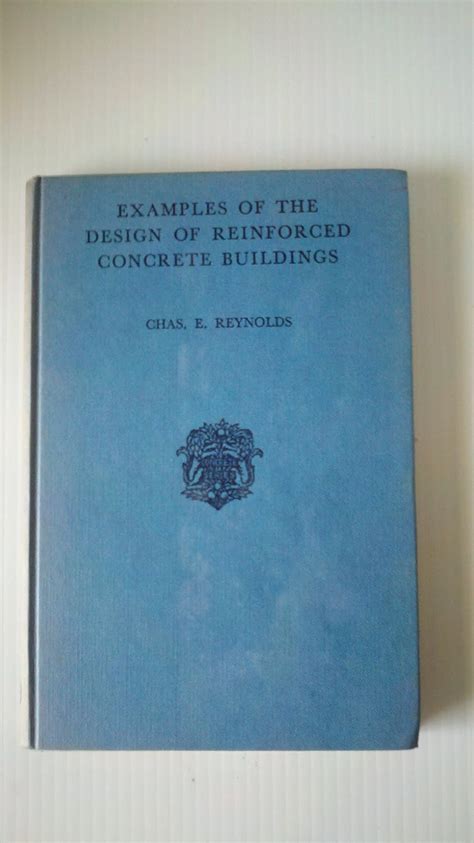 EXAMPLES OF THE
DESIGN OF REINFORCED
CONCRETE BUILDINGS
CHAS. E. REYNOLDS